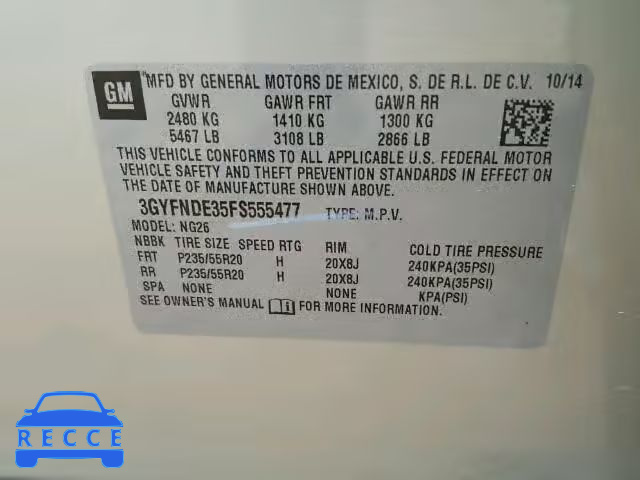 GM
MFD BY GENERAL MOTORS DE MEXICO, S. DE R.L. DE C.V. 10/14
GVWR GAWR FRT GAWR RR
2480 KG 1410 KG 1300 KG
5467 LB 3108 LB 2866 LB
THIS VEHICLE CONFORMS TO ALL APPLICABLE U.S. FEDERAL MOTOR
VEHICLE SAFETY AND THEFT PREVENTION STANDARDS IN EFFECT ON
THE DATE OF MANUFACTURE SHOWN ABOVE.
3GYFNDE35FS555477 TYPE: M.P.V.
MODEL: NG26
NBBK TIRE SIZE SPEED RTG RIM COLD TIRE PRESSURE
FRT P235/55R20 H 20X8J 240KPA(35PSI)
RR P235/55R20 H 20X8J 240KPA(35PSI)
SPA NONE NONE KPA(PSI)
SEE OWNER'S MANUAL FOR MORE INFORMATION.
RECCE